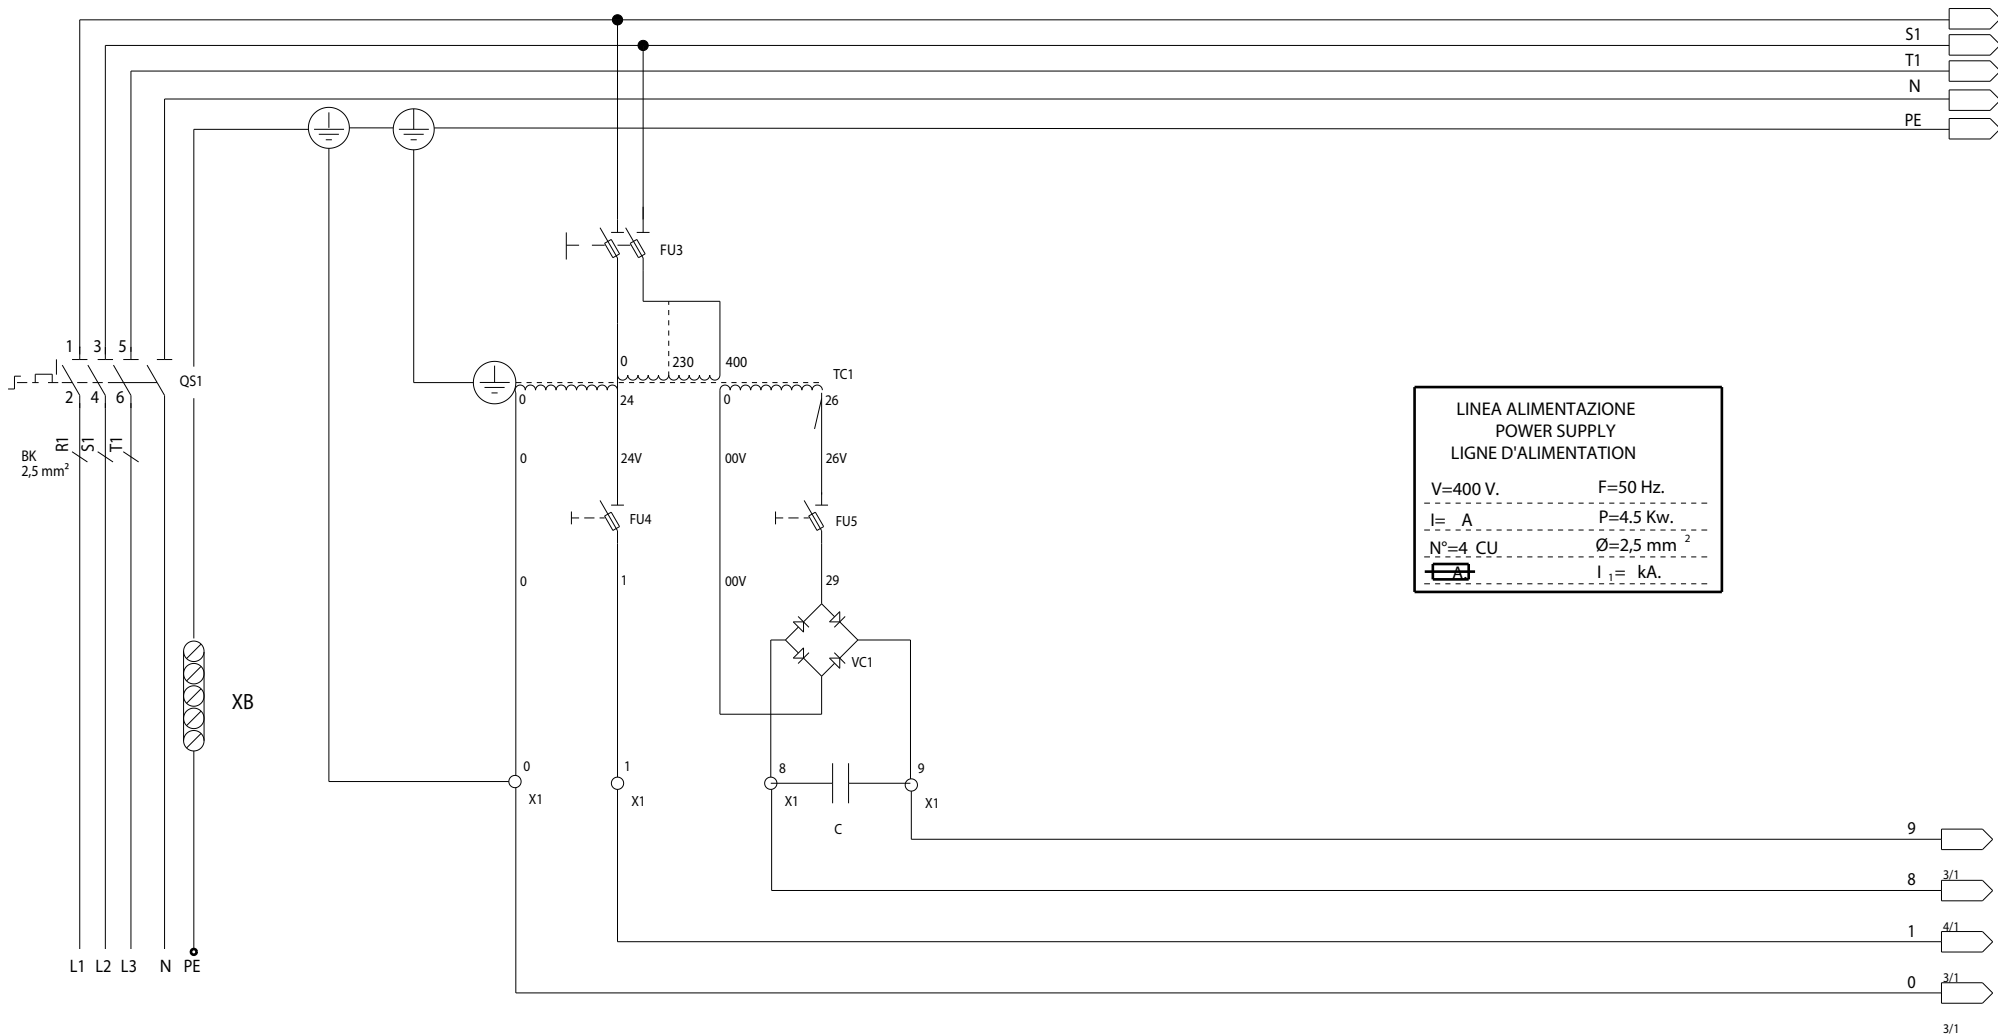 S1
T1
N
PE
FU3
1 3 5
0 230 400
QS1
TC1
2 4 6
0 24 0 26
R1 S1 T1
BK
2,5 mm²
0 24V 00V 26V
FU4 FU5
0 1 00V 29
LINEA ALIMENTAZIONE
POWER SUPPLY
LIGNE D'ALIMENTATION
V=400 V. F=50 Hz.
I= A P=4.5 Kw.
N°=4 CU Ø=2,5 mm ²
A. I ₁= kA.
VC1
XB
0 1 8 9
X1 X1 X1 X1
C
9
8 3/1
1 4/1
0 3/1
3/1
L1 L2 L3 N PE